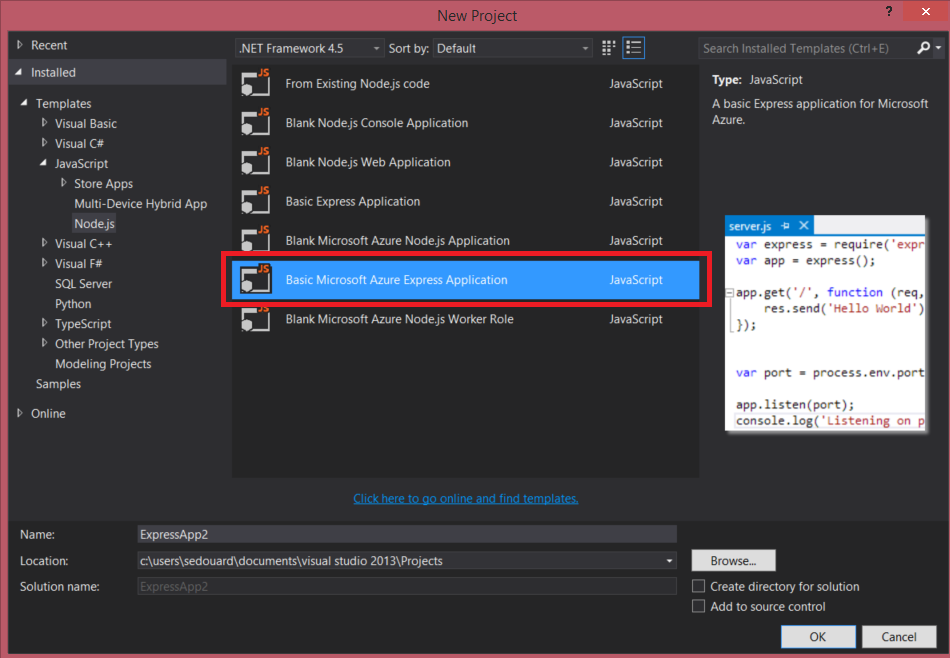 New Project
?
Recent
Installed
Templates
Visual Basic
Visual C#
JavaScript
Store Apps
Multi-Device Hybrid App
Node.js
Visual C++
Visual F#
SQL Server
Python
TypeScript
Other Project Types
Modeling Projects
Samples
Online
.NET Framework 4.5
Sort by: Default
Search Installed Templates (Ctrl+E)
JS From Existing Node.js code JavaScript
JS Blank Node.js Console Application JavaScript
JS Blank Node.js Web Application JavaScript
JS Basic Express Application JavaScript
JS Blank Microsoft Azure Node.js Application JavaScript
JS Basic Microsoft Azure Express Application JavaScript
JS Blank Microsoft Azure Node.js Worker Role JavaScript
Click here to go online and find templates.
Type: JavaScript
A basic Express application for Microsoft
Azure.
server.js
var express = require('expr
var app = express();
app.get('/', function (req,
res.send('Hello World')
});
var port = process.env.port
app.listen(port);
console.log('Listening on p
Name: ExpressApp2
Location: c:\users\sedouard\documents\visual studio 2013\Projects Browse...
Solution name: ExpressApp2
Create directory for solution
Add to source control
OK Cancel